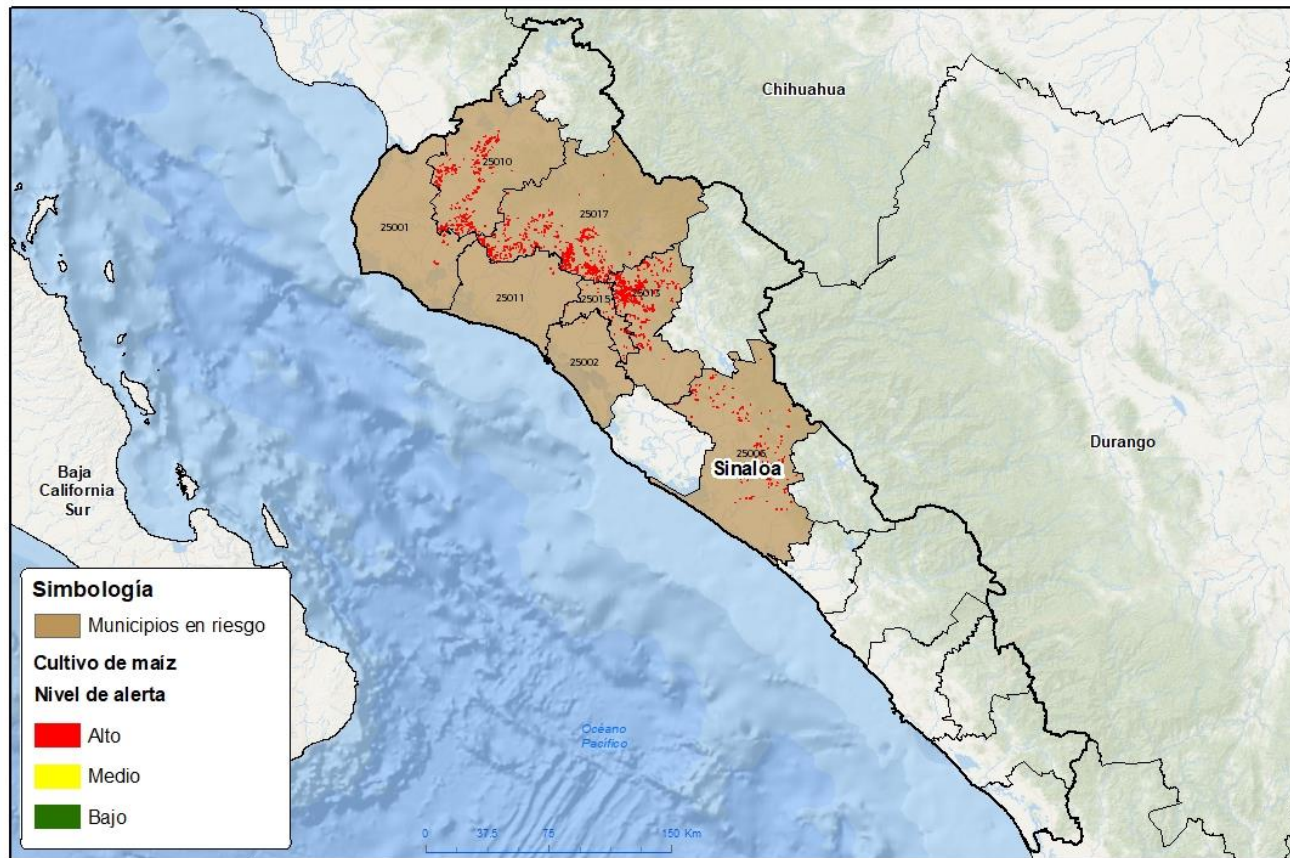 Chihuahua
25010
25001
25017
25011
25015
25013
25002
Durango
25006
Sinaloa
Baja
California
Sur
Simbología
Municipios en riesgo
Cultivo de maíz
Nivel de alerta
Alto
Medio
Bajo
Océano
Pacífico
0 37.5 75 150 Km